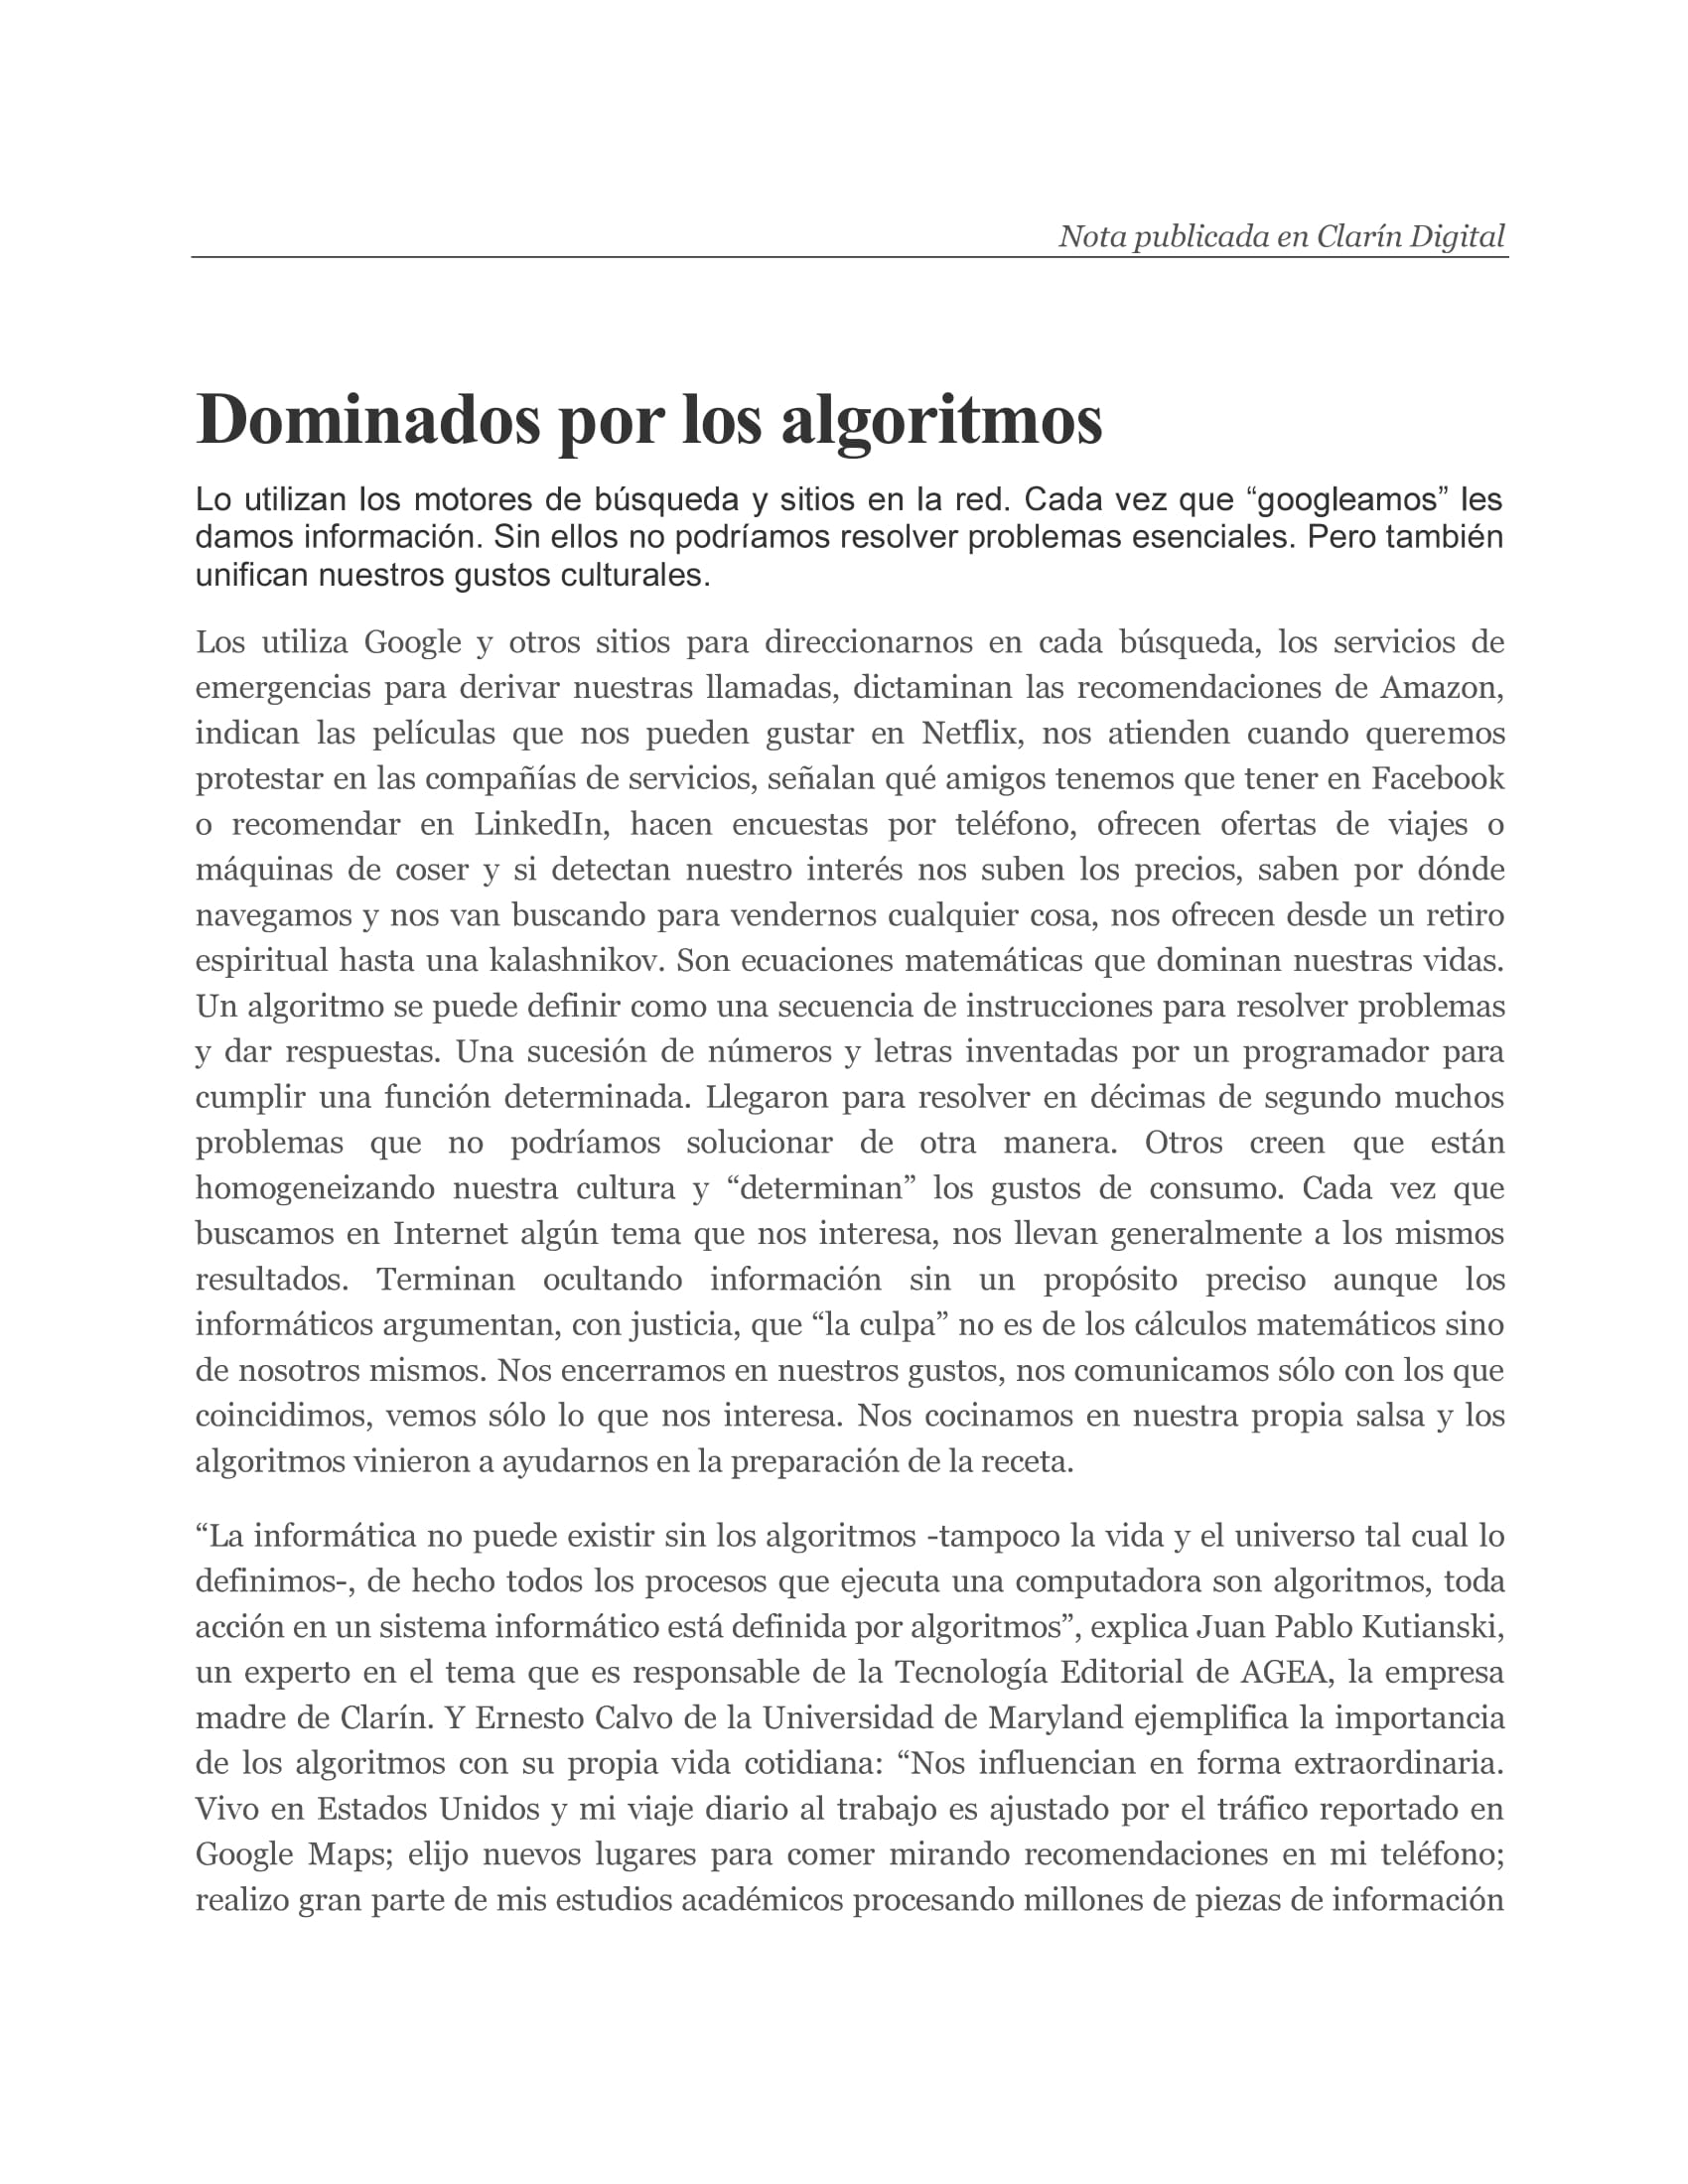 Nota publicada en Clarín Digital
Dominados por los algoritmos
Lo utilizan los motores de búsqueda y sitios en la red. Cada vez que “googleamos” les
damos información. Sin ellos no podríamos resolver problemas esenciales. Pero también
unifican nuestros gustos culturales.
Los utiliza Google y otros sitios para direccionarnos en cada búsqueda, los servicios de
emergencias para derivar nuestras llamadas, dictaminan las recomendaciones de Amazon,
indican las películas que nos pueden gustar en Netflix, nos atienden cuando queremos
protestar en las compañías de servicios, señalan qué amigos tenemos que tener en Facebook
o recomendar en LinkedIn, hacen encuestas por teléfono, ofrecen ofertas de viajes o
máquinas de coser y si detectan nuestro interés nos suben los precios, saben por dónde
navegamos y nos van buscando para vendernos cualquier cosa, nos ofrecen desde un retiro
espiritual hasta una kalashnikov. Son ecuaciones matemáticas que dominan nuestras vidas.
Un algoritmo se puede definir como una secuencia de instrucciones para resolver problemas
y dar respuestas. Una sucesión de números y letras inventadas por un programador para
cumplir una función determinada. Llegaron para resolver en décimas de segundo muchos
problemas que no podríamos solucionar de otra manera. Otros creen que están
homogeneizando nuestra cultura y “determinan” los gustos de consumo. Cada vez que
buscamos en Internet algún tema que nos interesa, nos llevan generalmente a los mismos
resultados. Terminan ocultando información sin un propósito preciso aunque los
informáticos argumentan, con justicia, que “la culpa” no es de los cálculos matemáticos sino
de nosotros mismos. Nos encerramos en nuestros gustos, nos comunicamos sólo con los que
coincidimos, vemos sólo lo que nos interesa. Nos cocinamos en nuestra propia salsa y los
algoritmos vinieron a ayudarnos en la preparación de la receta.
“La informática no puede existir sin los algoritmos -tampoco la vida y el universo tal cual lo
definimos-, de hecho todos los procesos que ejecuta una computadora son algoritmos, toda
acción en un sistema informático está definida por algoritmos”, explica Juan Pablo Kutianski,
un experto en el tema que es responsable de la Tecnología Editorial de AGEA, la empresa
madre de Clarín. Y Ernesto Calvo de la Universidad de Maryland ejemplifica la importancia
de los algoritmos con su propia vida cotidiana: “Nos influencian en forma extraordinaria.
Vivo en Estados Unidos y mi viaje diario al trabajo es ajustado por el tráfico reportado en
Google Maps; elijo nuevos lugares para comer mirando recomendaciones en mi teléfono;
realizo gran parte de mis estudios académicos procesando millones de piezas de información